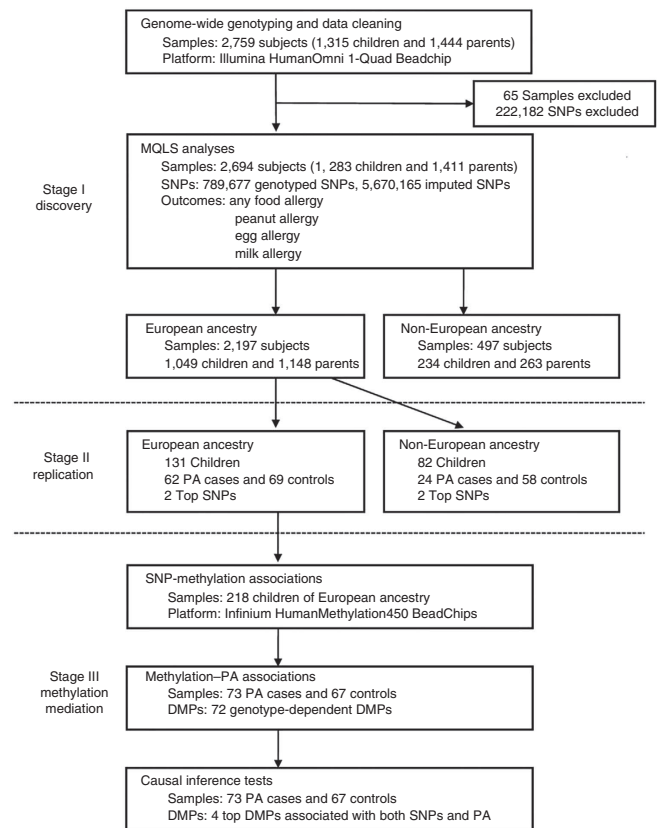 Genome-wide genotyping and data cleaning
Samples: 2,759 subjects (1,315 children and 1,444 parents)
Platform: Illumina HumanOmni 1-Quad Beadchip
65 Samples excluded
222,182 SNPs excluded
Stage I
discovery
MQLS analyses
Samples: 2,694 subjects (1, 283 children and 1,411 parents)
SNPs: 789,677 genotyped SNPs, 5,670,165 imputed SNPs
Outcomes: any food allergy
peanut allergy
egg allergy
milk allergy
European ancestry
Samples: 2,197 subjects
1,049 children and 1,148 parents
Non-European ancestry
Samples: 497 subjects
234 children and 263 parents
Stage II
replication
European ancestry
131 Children
62 PA cases and 69 controls
2 Top SNPs
Non-European ancestry
82 Children
24 PA cases and 58 controls
2 Top SNPs
SNP-methylation associations
Samples: 218 children of European ancestry
Platform: Infinium HumanMethylation450 BeadChips
Stage III
methylation
mediation
Methylation–PA associations
Samples: 73 PA cases and 67 controls
DMPs: 72 genotype-dependent DMPs
Causal inference tests
Samples: 73 PA cases and 67 controls
DMPs: 4 top DMPs associated with both SNPs and PA